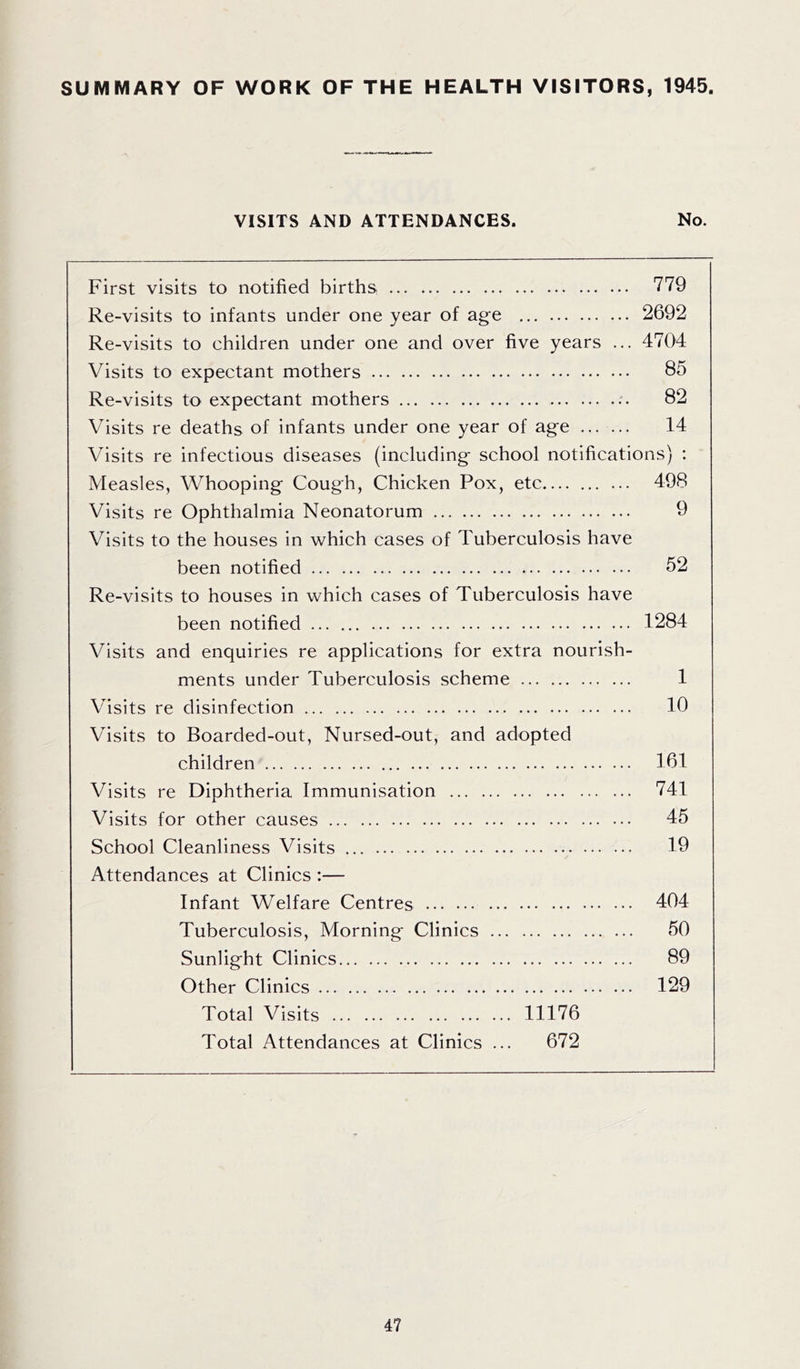 SUMMARY OF WORK OF THE HEALTH VISITORS, 1945.
VISITS AND ATTENDANCES. No.
First visits to notified births ... ... ... ... ... ... ... ... ... 779
Re-visits to infants under one year of age ... ... ... ... ... 2692
Re-visits to children under one and over five years ... 4704
Visits to expectant mothers ... ... ... ... ... ... ... ... ... 85
Re-visits to expectant mothers ... ... ... ... ... ... ... ... 82
Visits re deaths of infants under one year of age ... ... 14
Visits re infectious diseases (including school notifications) :
Measles, Whooping Cough, Chicken Pox, etc.... ... ... 498
Visits re Ophthalmia Neonatorum ... ... ... ... ... ... ... 9
Visits to the houses in which cases of Tuberculosis have
been notified ... ... ... ... ... ... ... ... ... ... ... 52
Re-visits to houses in which cases of Tuberculosis have
been notified ... ... ... ... ... ... ... ... ... ... ... 1284
Visits and enquiries re applications for extra nourish-
ments under Tuberculosis scheme ... ... ... ... 1
Visits re disinfection ... ... ... ... ... ... ... ... ... ... ... 10
Visits to Boarded-out, Nursed-out, and adopted
children ... ... ... ... ... ... ... ... ... ... ... ... ... 161
Visits re Diphtheria Immunisation ... ... ... ... ... ... ... 741
Visits for other causes ... ... ... ... ... ... ... ... ... ... 45
School Cleanliness Visits ... ... ... ... ... ... ... ... ... ... 19
Attendances at Clinics :—
Infant Welfare Centres ... ... ... ... ... ... ... 404
Tuberculosis, Morning Clinics ... ... ... ... ... 50
Sunlight Clinics... ... ... ... ... ... ... ... ... ... 89
Other Clinics ... ... ... ... ... ... ... ... ... ... ... 129
Total Visits ... ... ... ... ... ... 11176
Total Attendances at Clinics ... 672
47